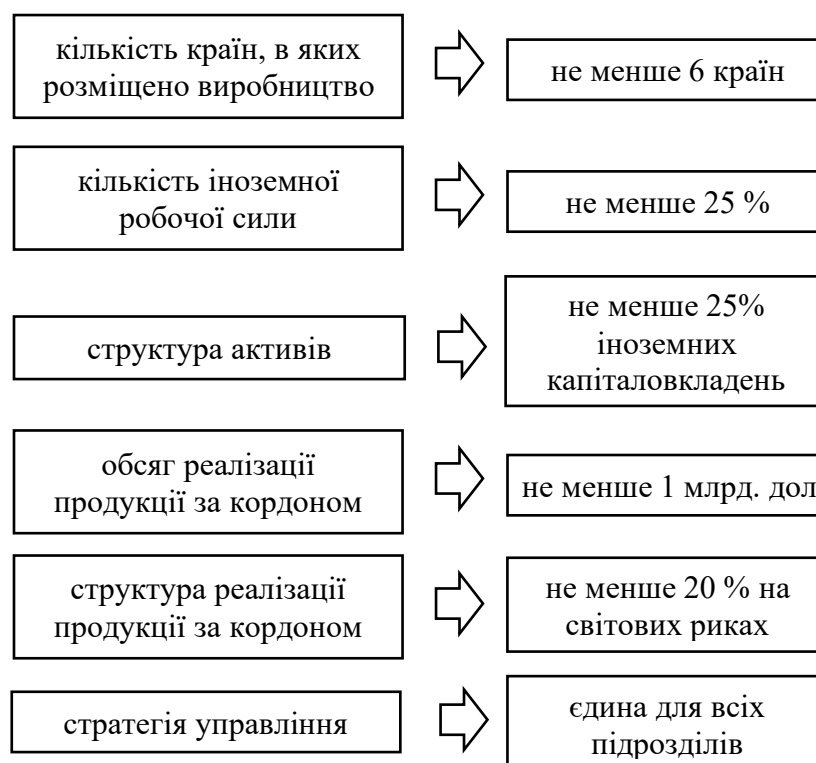 кількість країн, в яких
розміщено виробництво
не менше 6 країн
кількість іноземної
робочої сили
не менше 25 %
структура активів
не менше 25%
іноземних
капіталовкладень
обсяг реалізації
продукції за кордоном
не менше 1 млрд. дол
структура реалізації
продукції за кордоном
не менше 20 % на
світових риках
стратегія управління
єдина для всіх
підрозділів